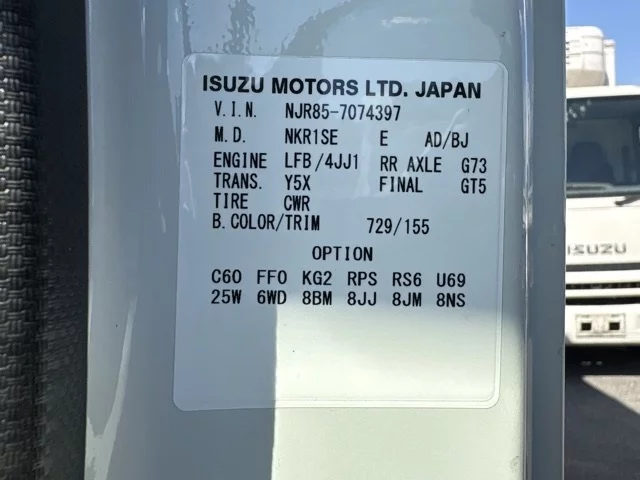 ISUZU MOTORS LTD. JAPAN
V.I.N. NJR85-7074397
M.D. NKR1SE E AD/BJ
ENGINE LFB/4JJ1 RR AXLE G73
TRANS. Y5X FINAL GT5
TIRE CWR
B.COLOR/TRIM 729/155
OPTION
C60 FF0 KG2 RPS RS6 U69
25W 6WD 8BM 8JJ 8JM 8NS
ISUZU